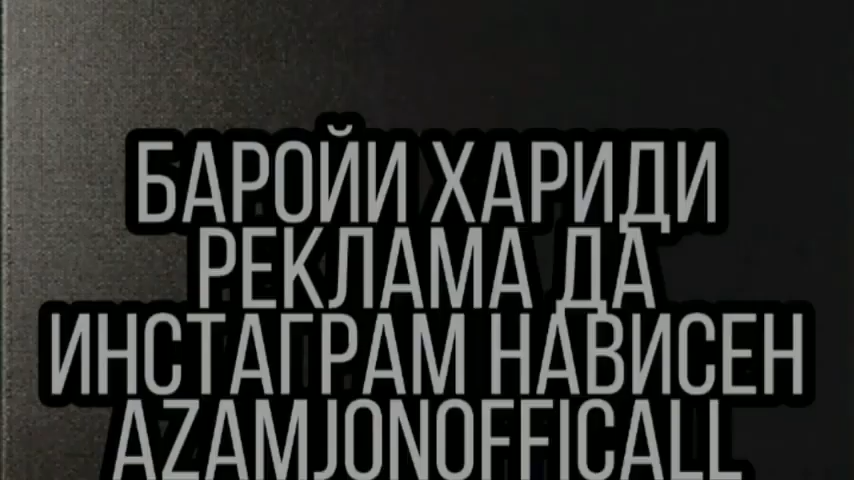 БАРОЙИ ХАРИДИ
РЕКЛАМА ДА
ИНСТАГРАМ НАВИСЕН
AZAMJONOFFICALL